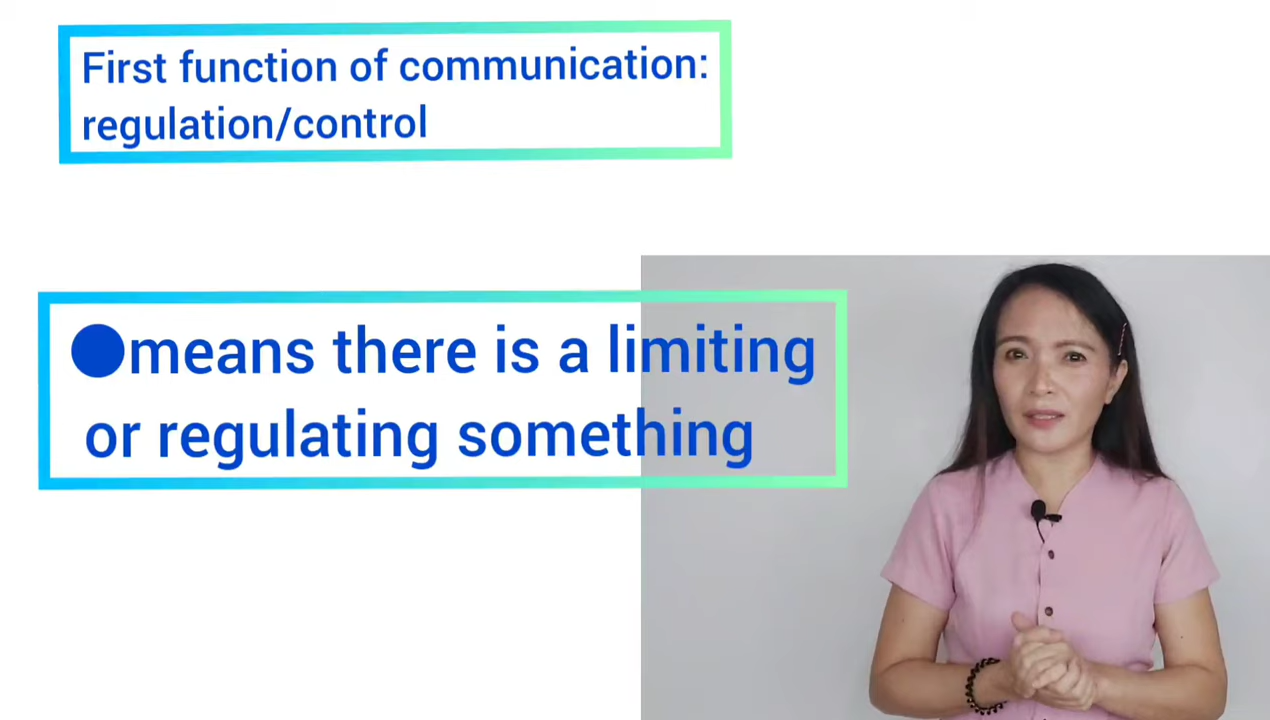 First function of communication:
regulation/control
means there is a limiting
or regulating something